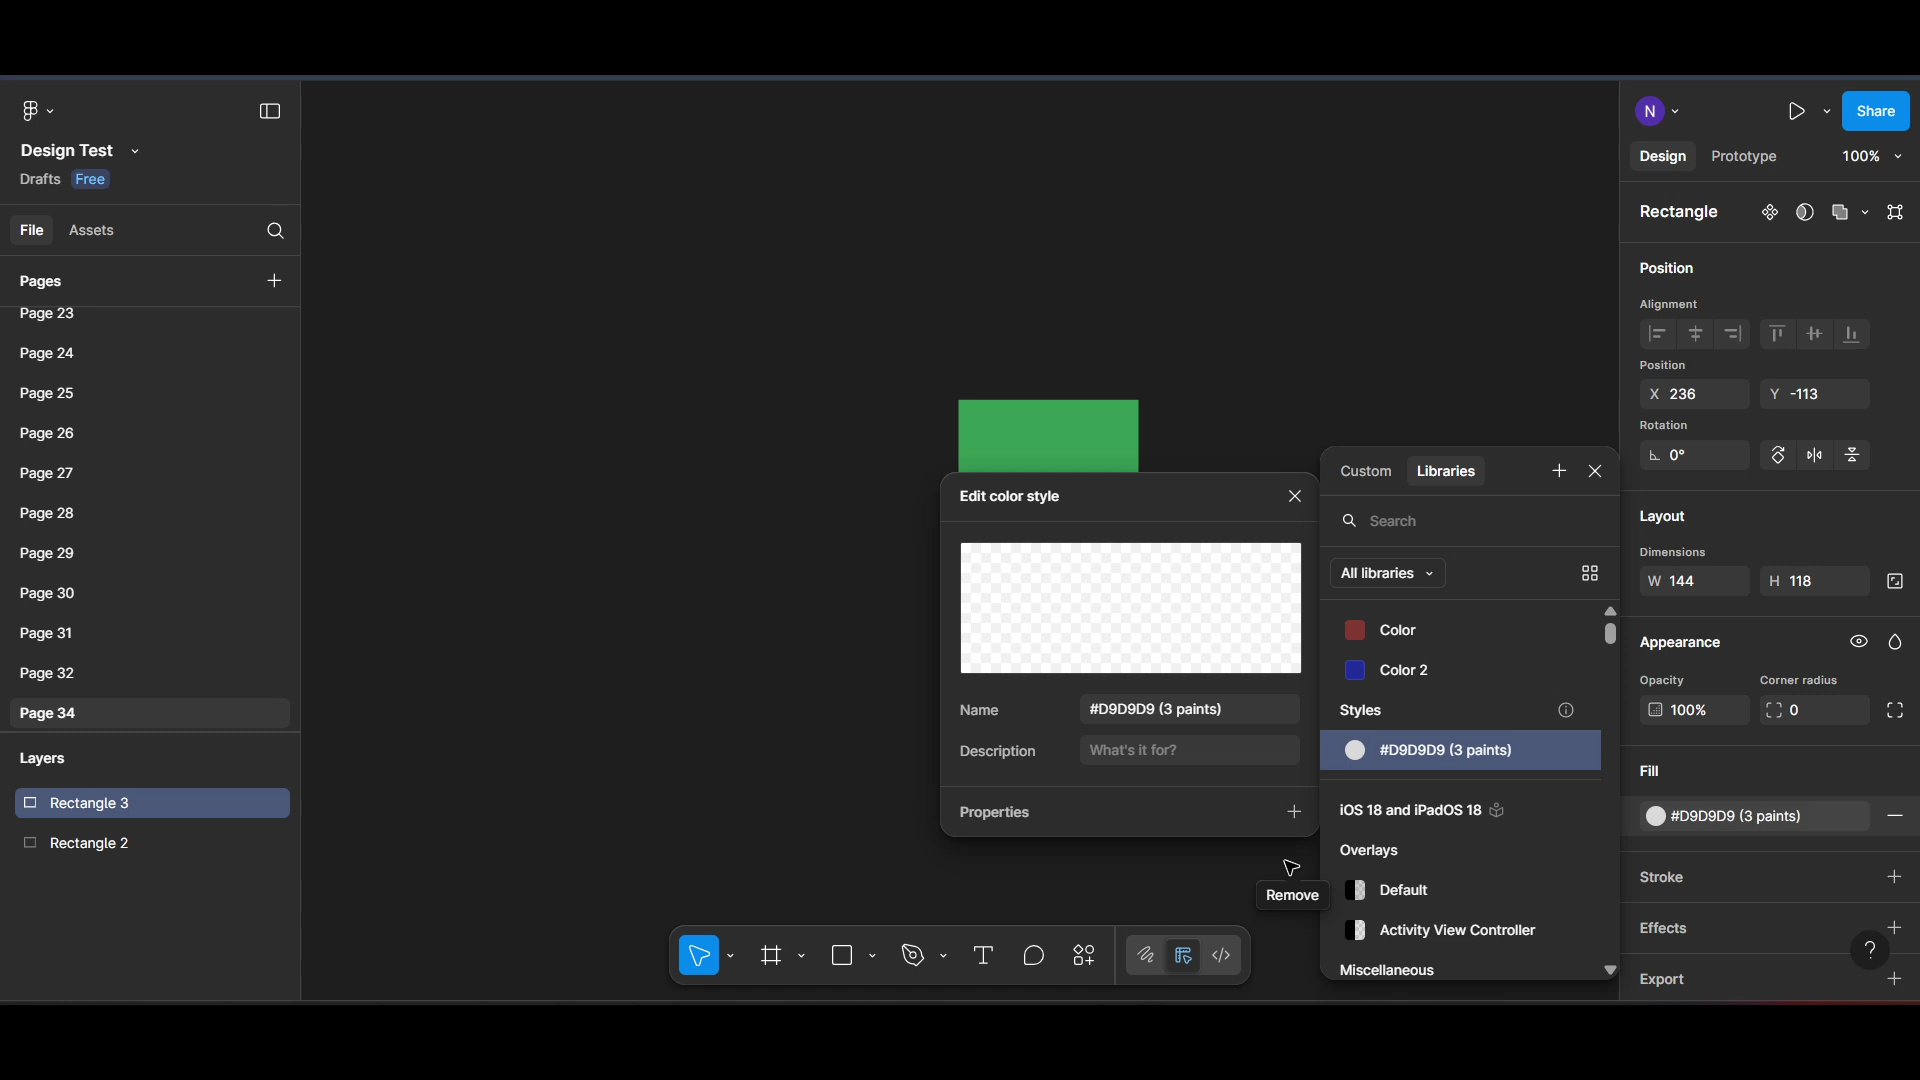 Design Test
Drafts Free
File Assets
Pages
Page 23
Page 24
Page 25
Page 26
Page 27
Page 28
Page 29
Page 30
Page 31
Page 32
Page 34
Layers
Rectangle 3
Rectangle 2
Edit color style
Name #D9D9D9 (3 paints)
Description What's it for?
Properties
Remove
Custom Libraries
Search
All libraries
Color
Color 2
Styles
#D9D9D9 (3 paints)
iOS 18 and iPadOS 18
Overlays
Default
Activity View Controller
Miscellaneous
N Share
Design Prototype 100%
Rectangle
Position
Alignment
Position
X 236 Y -113
Rotation
0°
Layout
Dimensions
W 144 H 118
Appearance
Opacity Corner radius
100% 0
Fill
#D9D9D9 (3 paints)
Stroke
Effects
?
Export